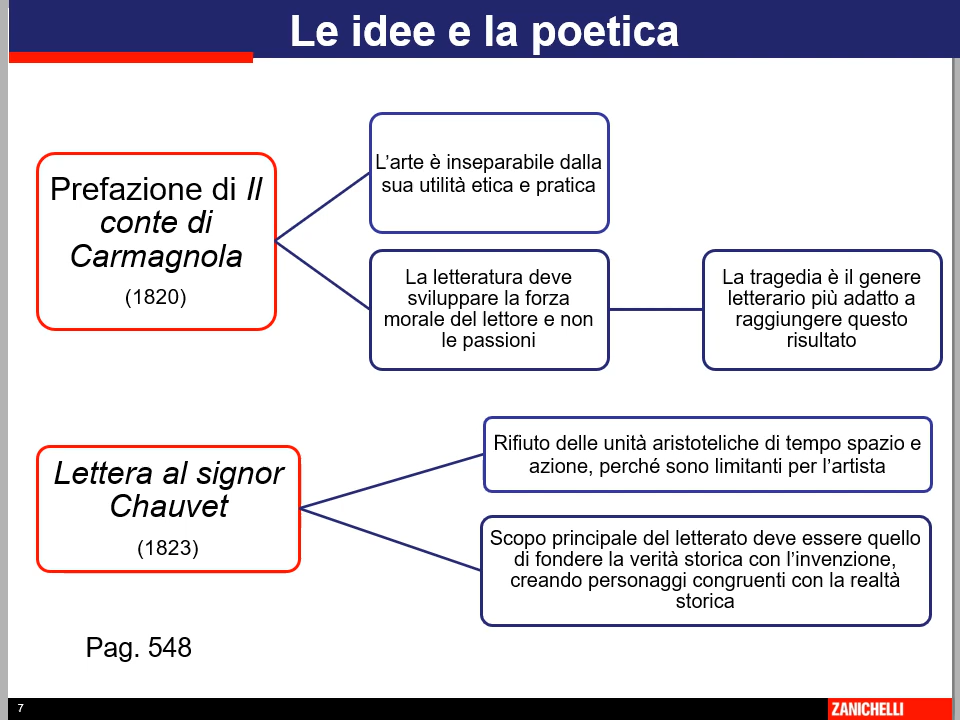 Le idee e la poetica
Prefazione di Il
conte di
Carmagnola
(1820)
L’arte è inseparabile dalla
sua utilità etica e pratica
La letteratura deve
sviluppare la forza
morale del lettore e non
le passioni
La tragedia è il genere
letterario più adatto a
raggiungere questo
risultato
Lettera al signor
Chauvet
(1823)
Rifiuto delle unità aristoteliche di tempo spazio e
azione, perché sono limitanti per l’artista
Scopo principale del letterato deve essere quello
di fondere la verità storica con l’invenzione,
creando personaggi congruenti con la realtà
storica
Pag. 548
7
ZANICHELLI